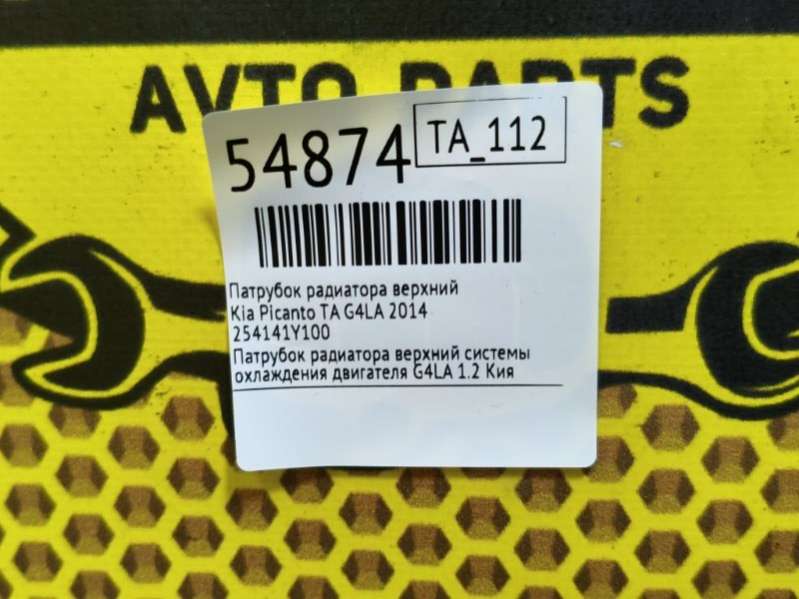 AVTO PARTS
54874
TA_112
Патрубок радиатора верхний
Kia Picanto TA G4LA 2014
254141Y100
Патрубок радиатора верхний системы
охлаждения двигателя G4LA 1.2 Кия